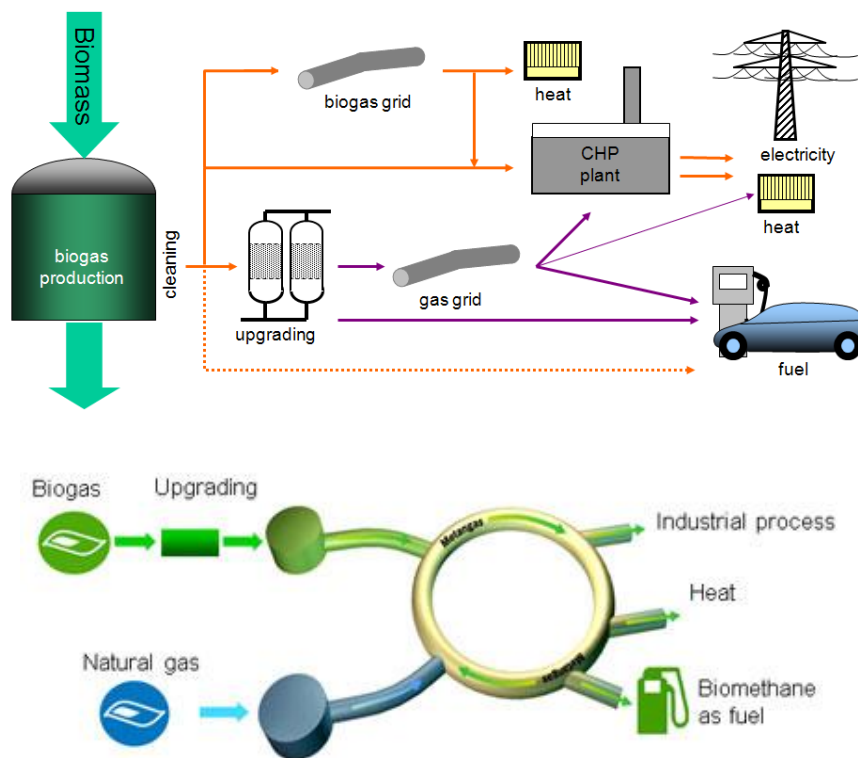 Biomass
biogas grid
heat
CHP
plant
electricity
heat
biogas
production
cleaning
gas grid
upgrading
fuel
Biogas
Upgrading
Metangas
Industrial process
Heat
Natural gas
Metangas
Biomethane
as fuel